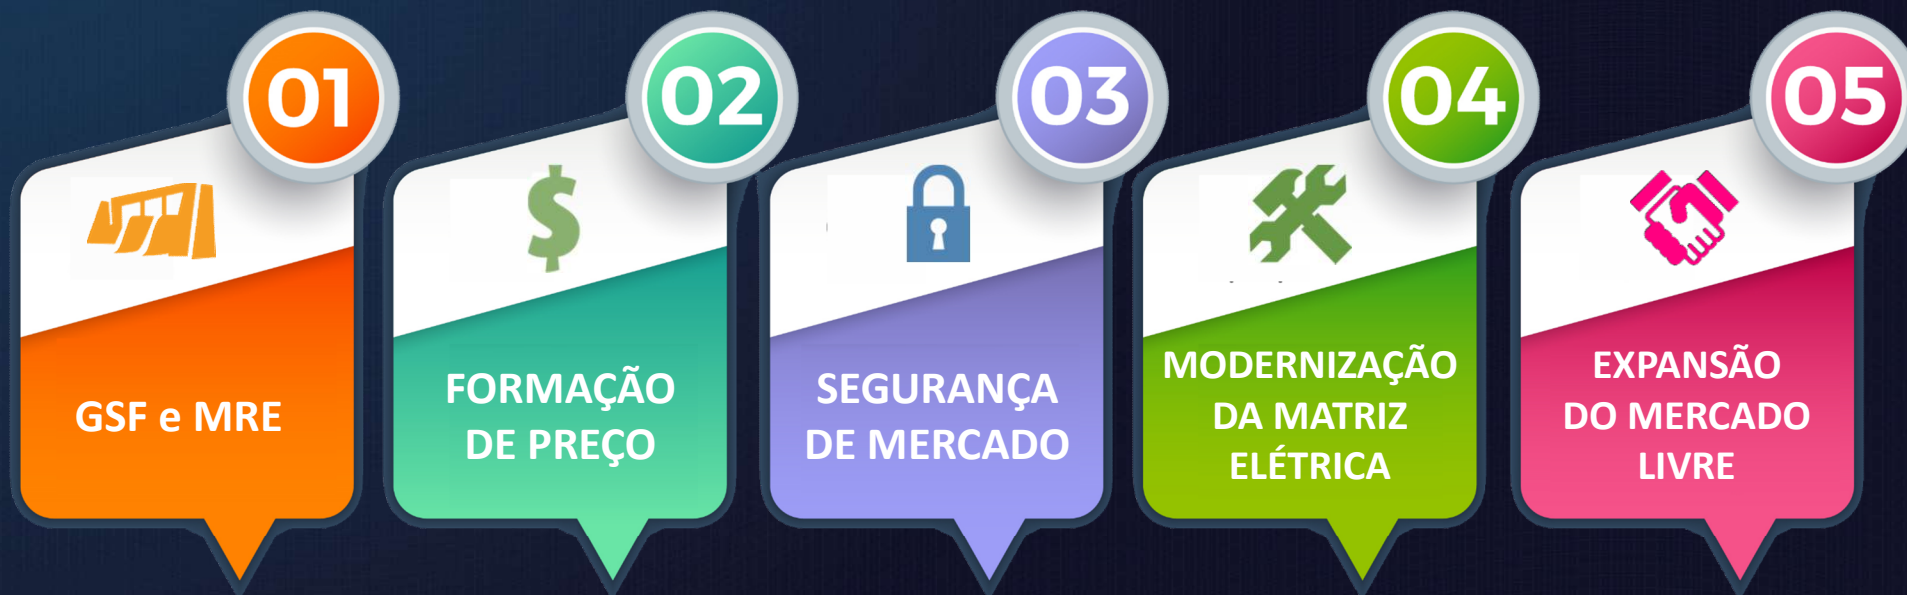 01
GSF e MRE
02
FORMAÇÃO
DE PREÇO
03
SEGURANÇA
DE MERCADO
04
MODERNIZAÇÃO
DA MATRIZ
ELÉTRICA
05
EXPANSÃO
DO MERCADO
LIVRE